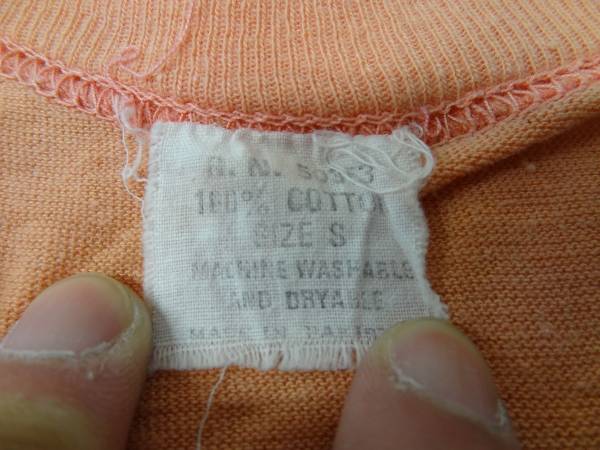 R. N.
100% COTTON
SIZE S
MACHINE WASHABLE
AND DRYABLE
MADE IN